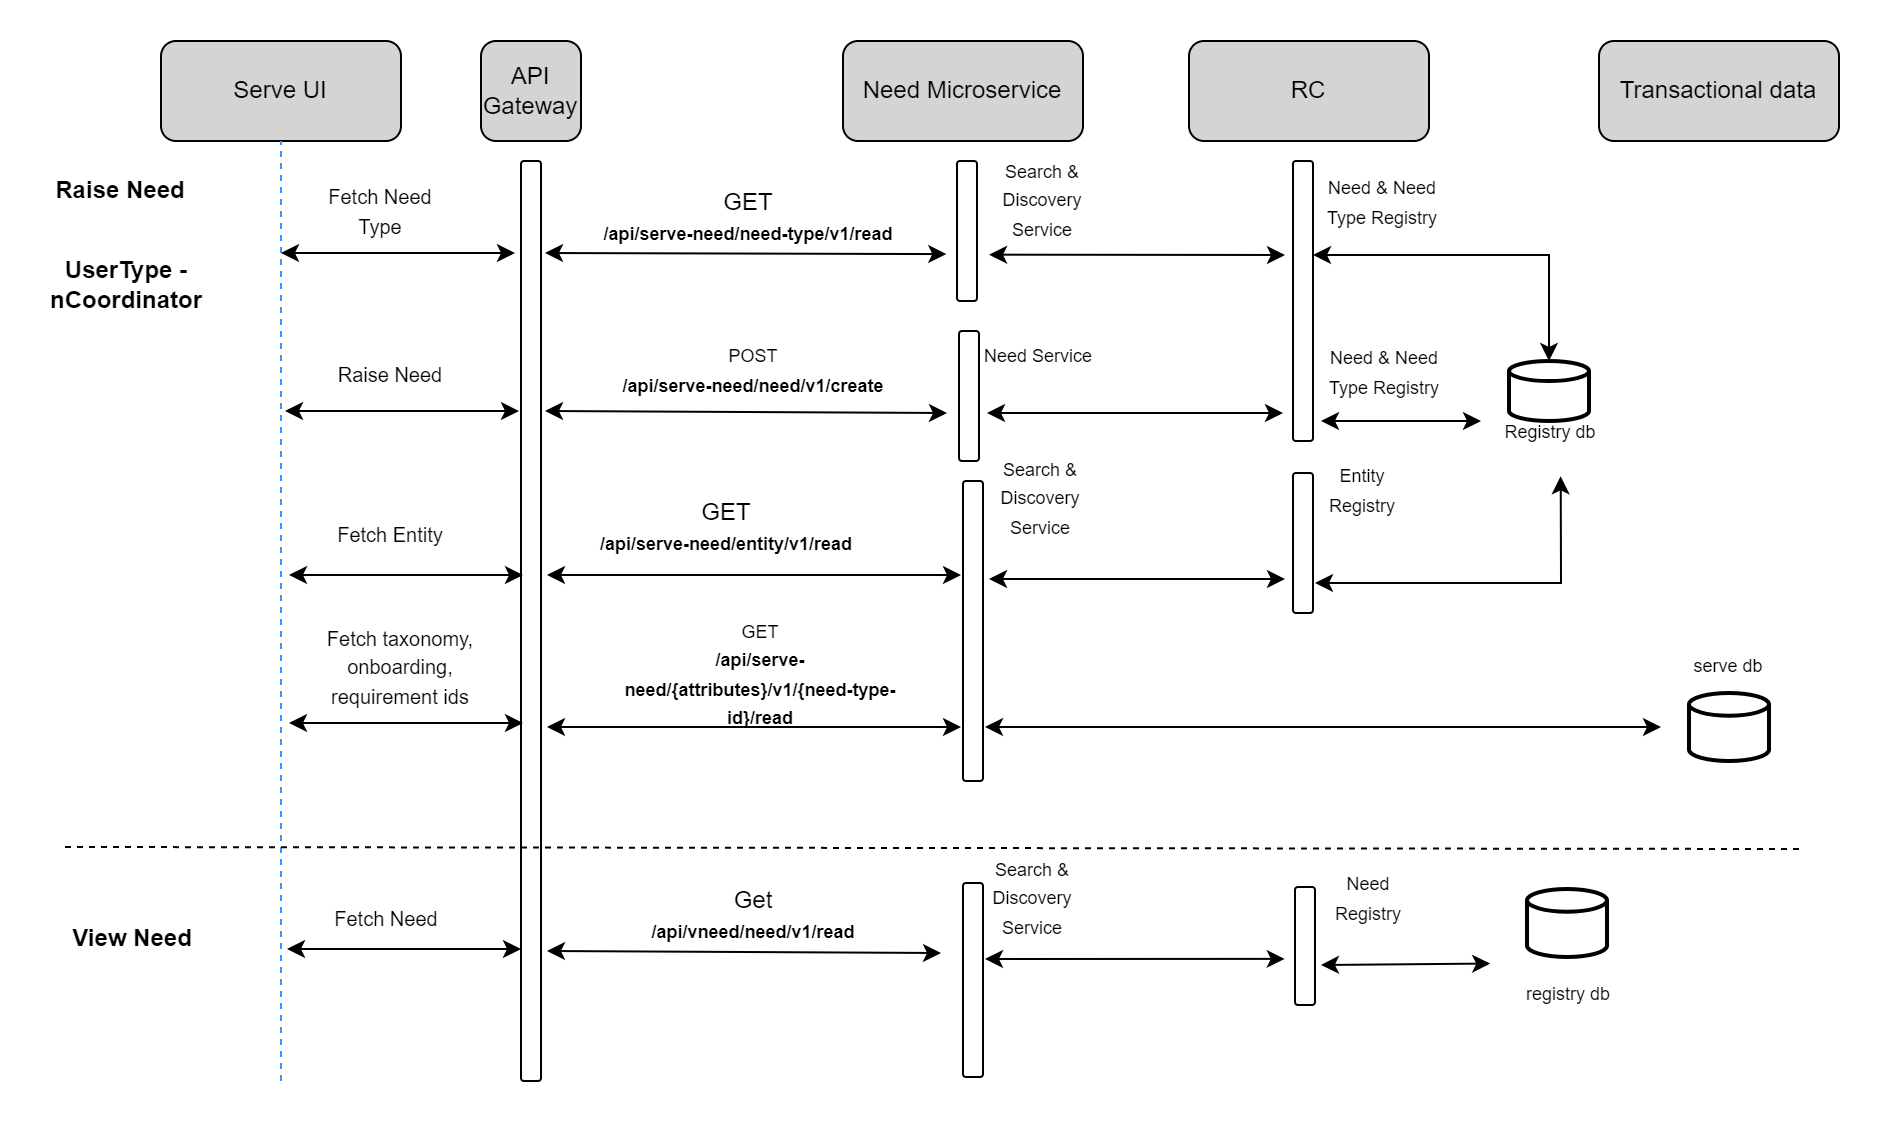 Serve UI
API
Gateway
Need Microservice
RC
Transactional data
Raise Need
UserType -
nCoordinator
Fetch Need
Type
GET
/api/serve-need/need-type/v1/read
Search &
Discovery
Service
Need & Need
Type Registry
Raise Need
POST
/api/serve-need/need/v1/create
Need Service
Need & Need
Type Registry
Registry db
Fetch Entity
GET
/api/serve-need/entity/v1/read
Search &
Discovery
Service
Entity
Registry
Fetch taxonomy,
onboarding,
requirement ids
GET
/api/serve-
need/{attributes}/v1/{need-type-
id}/read
serve db
View Need
Fetch Need
Get
/api/vneed/need/v1/read
Search &
Discovery
Service
Need
Registry
registry db